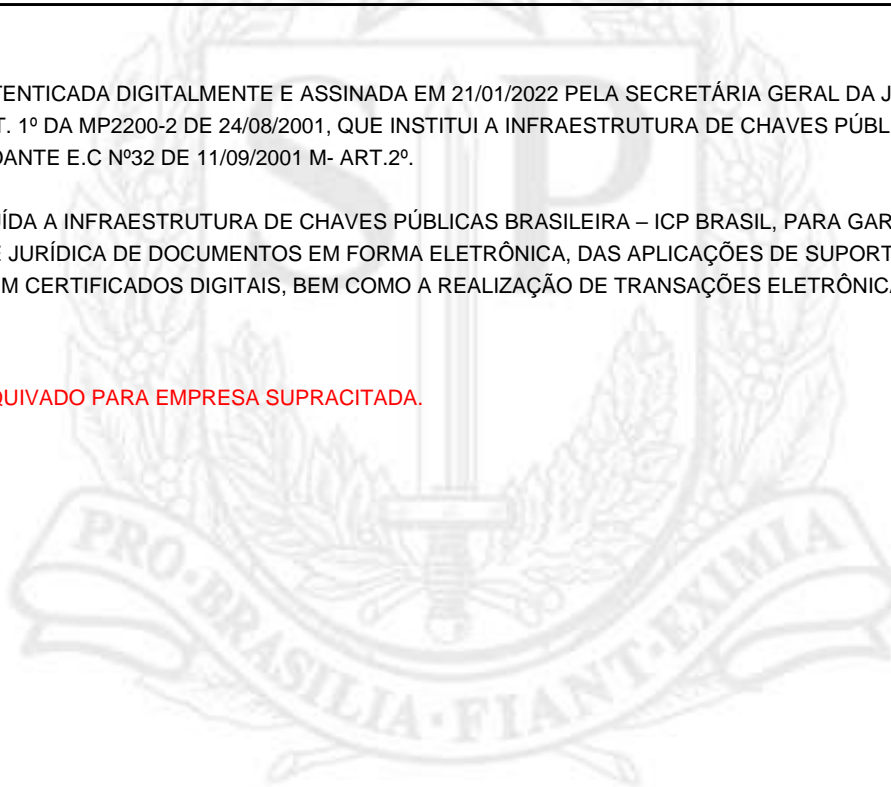 TENTICADA DIGITALMENTE E ASSINADA EM 21/01/2022 PELA SECRETÁRIA GERAL DA J
T. 1º DA MP2200-2 DE 24/08/2001, QUE INSTITUI A INFRAESTRUTURA DE CHAVES PÚBL
DANTE E.C Nº32 DE 11/09/2001 M- ART.2º.
UÍDA A INFRAESTRUTURA DE CHAVES PÚBLICAS BRASILEIRA – ICP BRASIL, PARA GAR
E JURÍDICA DE DOCUMENTOS EM FORMA ELETRÔNICA, DAS APLICAÇÕES DE SUPORT
M CERTIFICADOS DIGITAIS, BEM COMO A REALIZAÇÃO DE TRANSAÇÕES ELETRÔNICA
QUIVADO PARA EMPRESA SUPRACITADA.
SP
PRO·BRASILIA·FIANT·EXIMIA